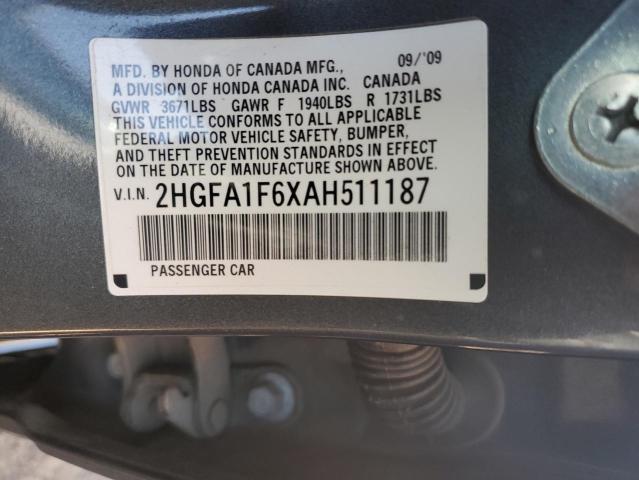 MFD. BY HONDA OF CANADA MFG., 09/'09
A DIVISION OF HONDA CANADA INC. CANADA
GVWR 3671LBS GAWR F 1940LBS R 1731LBS
THIS VEHICLE CONFORMS TO ALL APPLICABLE
FEDERAL MOTOR VEHICLE SAFETY, BUMPER,
AND THEFT PREVENTION STANDARDS IN EFFECT
ON THE DATE OF MANUFACTURE SHOWN ABOVE.
V.I.N. 2HGFA1F6XAH511187
PASSENGER CAR